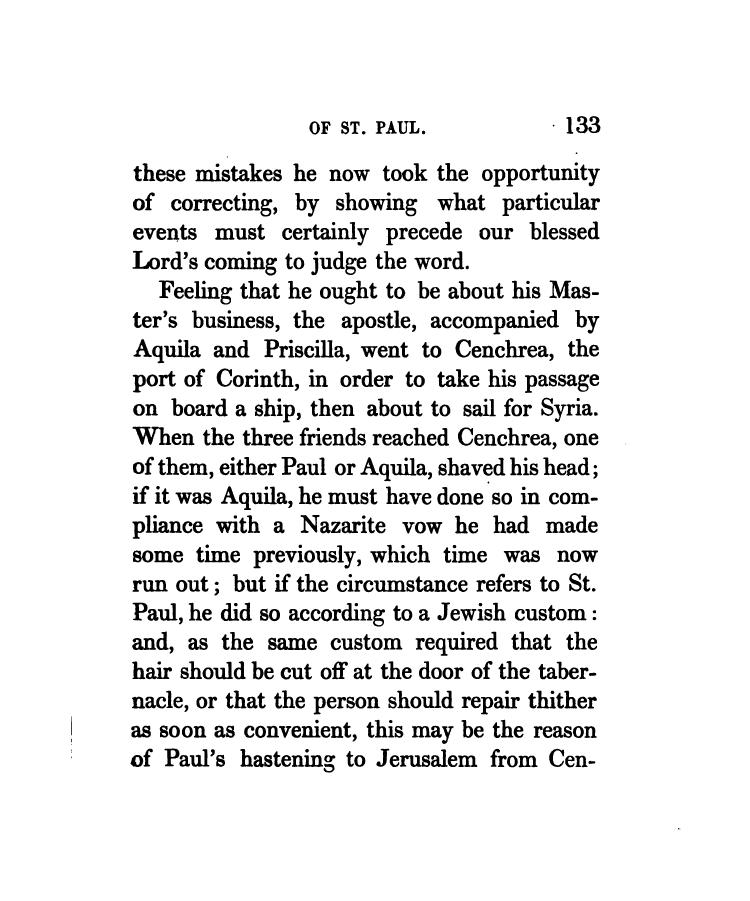 OF ST. PAUL. 133
these mistakes he now took the opportunity
of correcting, by showing what particular
events must certainly precede our blessed
Lord's coming to judge the word.
Feeling that he ought to be about his Mas-
ter's business, the apostle, accompanied by
Aquila and Priscilla, went to Cenchrea, the
port of Corinth, in order to take his passage
on board a ship, then about to sail for Syria.
When the three friends reached Cenchrea, one
of them, either Paul or Aquila, shaved his head;
if it was Aquila, he must have done so in com-
pliance with a Nazarite vow he had made
some time previously, which time was now
run out; but if the circumstance refers to St.
Paul, he did so according to a Jewish custom:
and, as the same custom required that the
hair should be cut off at the door of the taber-
nacle, or that the person should repair thither
as soon as convenient, this may be the reason
of Paul's hastening to Jerusalem from Cen-